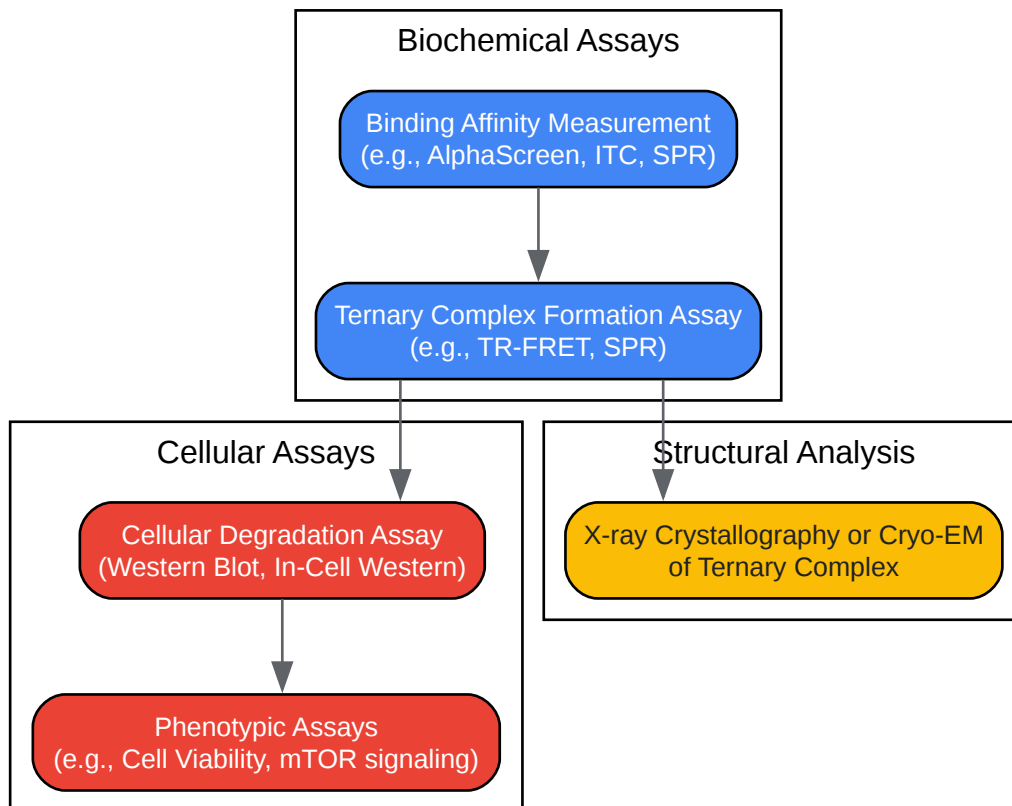 Biochemical Assays
Binding Affinity Measurement
(e.g., AlphaScreen, ITC, SPR)
Ternary Complex Formation Assay
(e.g., TR-FRET, SPR)
Cellular Assays
Cellular Degradation Assay
(Western Blot, In-Cell Western)
Phenotypic Assays
(e.g., Cell Viability, mTOR signaling)
Structural Analysis
X-ray Crystallography or Cryo-EM
of Ternary Complex